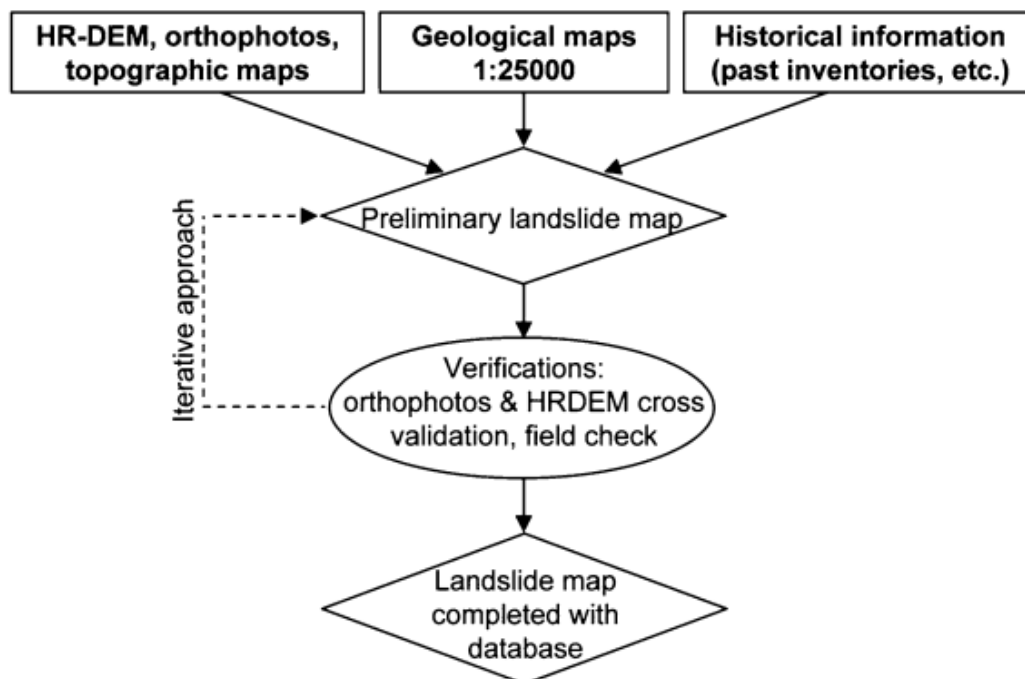 HR-DEM, orthophotos,
topographic maps
Geological maps
1:25000
Historical information
(past inventories, etc.)
Preliminary landslide map
Iterative approach
Verifications:
orthophotos & HRDEM cross
validation, field check
Landslide map
completed with
database